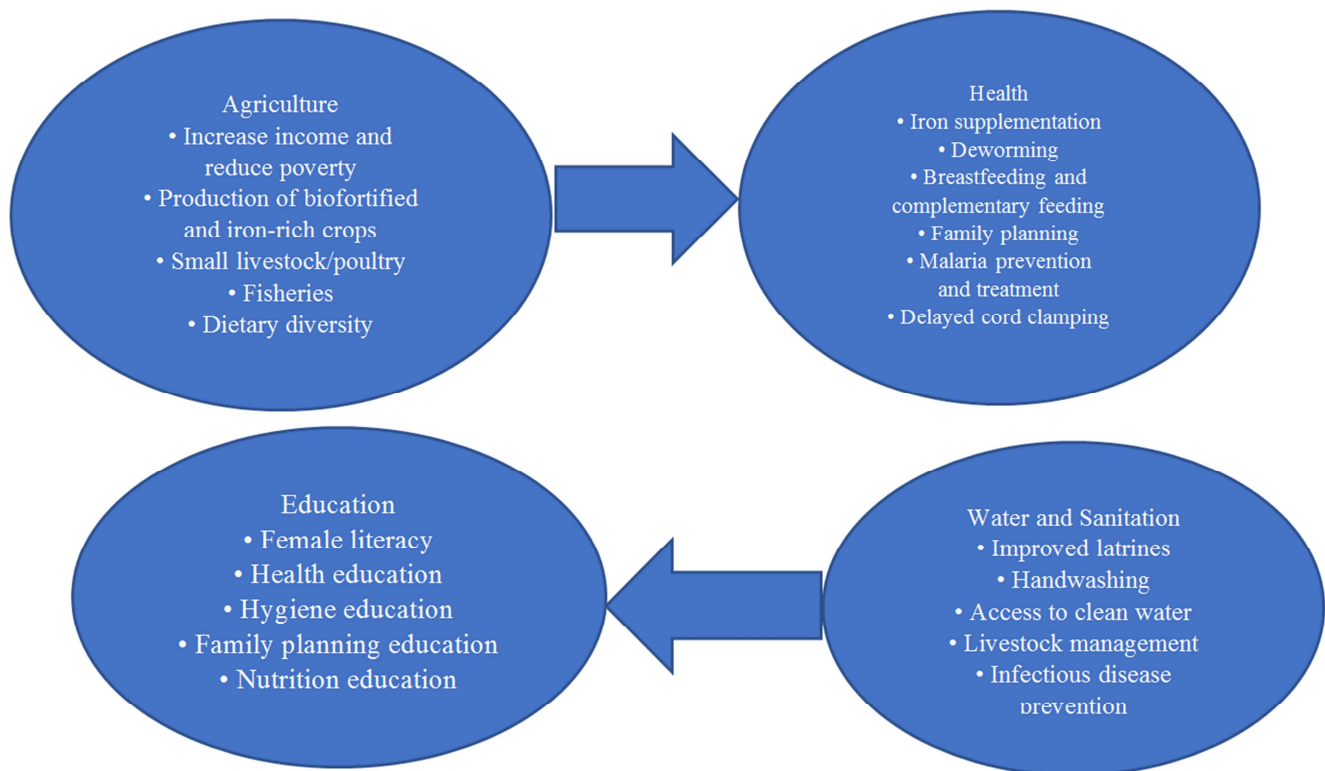 Agriculture
• Increase income and
reduce poverty
• Production of biofortified
and iron-rich crops
• Small livestock/poultry
• Fisheries
• Dietary diversity
Health
• Iron supplementation
• Deworming
• Breastfeeding and
complementary feeding
• Family planning
• Malaria prevention
and treatment
• Delayed cord clamping
Education
• Female literacy
• Health education
• Hygiene education
• Family planning education
• Nutrition education
Water and Sanitation
• Improved latrines
• Handwashing
• Access to clean water
• Livestock management
• Infectious disease
prevention